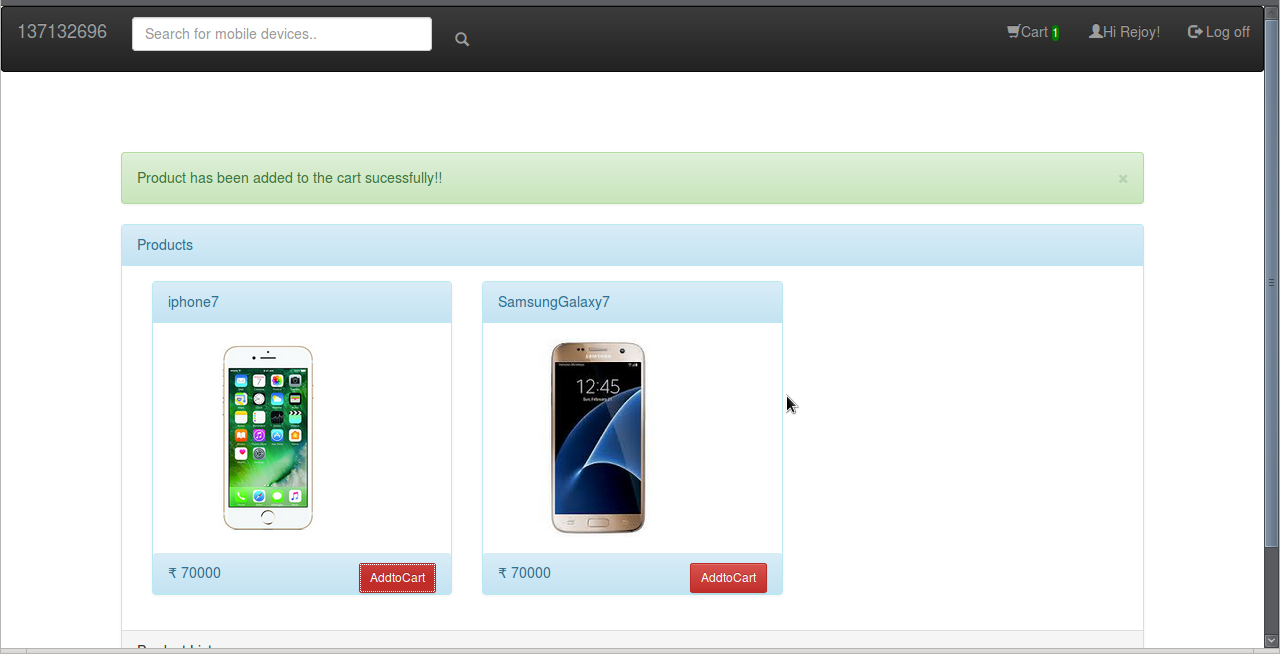 137132696
Search for mobile devices..
Cart 1
Hi Rejoy!
Log off
Product has been added to the cart sucessfully!!
×
Products
iphone7
SamsungGalaxy7
SAMSUNG
12:45
₹ 70000
AddtoCart
₹ 70000
AddtoCart